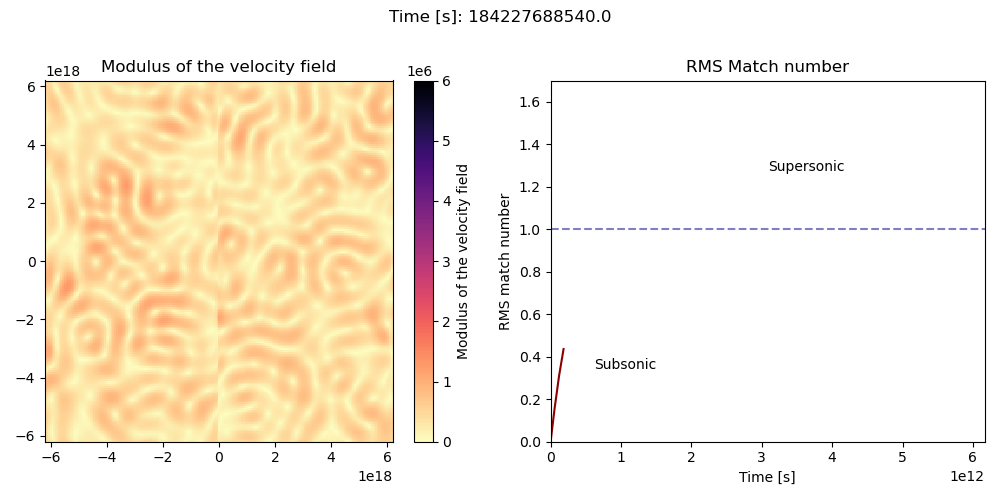 Time [s]: 184227688540.0
Modulus of the velocity field
1e18
6
4
2
0
−2
−4
−6
−6 −4 −2 0 2 4 6
1e18
1e6
6
5
4
3
2
1
0
Modulus of the velocity field
RMS Match number
RMS match number
1.6
1.4
1.2
1.0
0.8
0.6
0.4
0.2
0.0
Supersonic
Subsonic
0 1 2 3 4 5 6
Time [s]
1e12